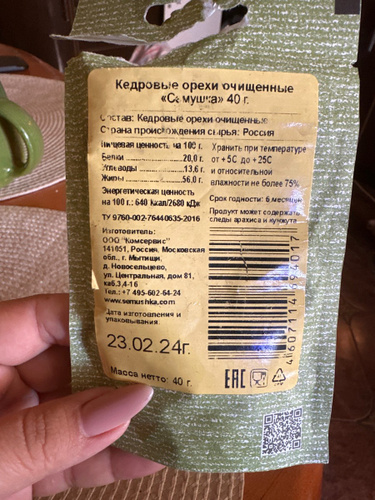 Кедровые орехи очищенные
«Семушка» 40 г.
Состав: Кедровые орехи очищенные
Страна происхождения сырья: Россия
Пищевая ценность на 100 г.
Белки 20,0 г.
Углеводы 13,6 г.
Жиры 56,0 г.
Энергетическая ценность
на 100 г.: 640 kкал/2680 кДж
ТУ 9760-002-76440635-2016
Хранить при температуре
от +5С до +25С
и относительной
влажности не более 75%
Срок годности: 6 месяцев
Продукт может содержать
следы арахиса и кунжута
Изготовитель:
ООО "Комсервис"
141051, Россия, Московская
обл., г. Мытищи,
д. Новосельцево,
ул. Центральная, дом 81,
каб.3,4-16
Тел.: +7 495-602-64-24
www.semushka.com
Дата изготовления и
упаковывания:
23.02.24г.
Масса нетто: 40 г.
4607111494017
EAC